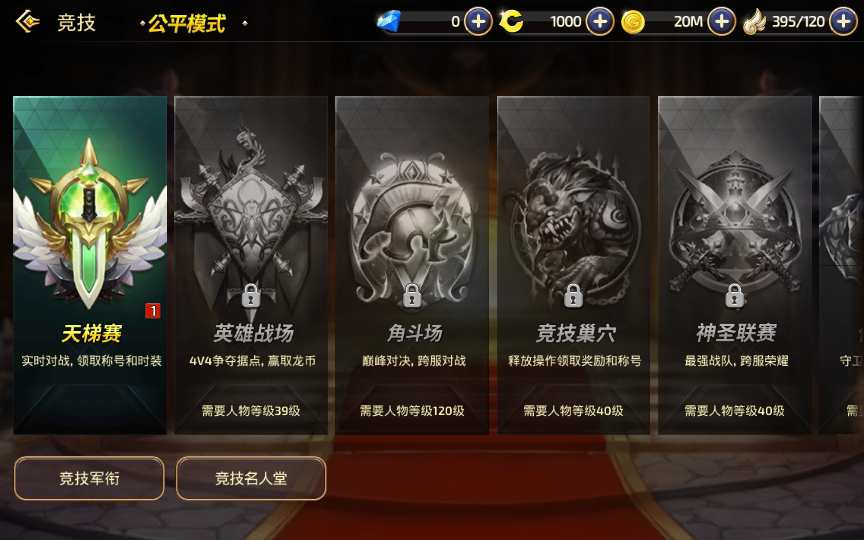 竞技
公平模式
0
1000
20M
395/120
1
天梯赛
实时对战, 领取称号和时装
英雄战场
4V4争夺据点, 赢取龙币
需要人物等级39级
角斗场
巅峰对决, 跨服对战
需要人物等级120级
竞技巢穴
释放操作领取奖励和称号
需要人物等级40级
神圣联赛
最强战队, 跨服荣耀
需要人物等级40级
守卫
需
竞技军衔
竞技名人堂